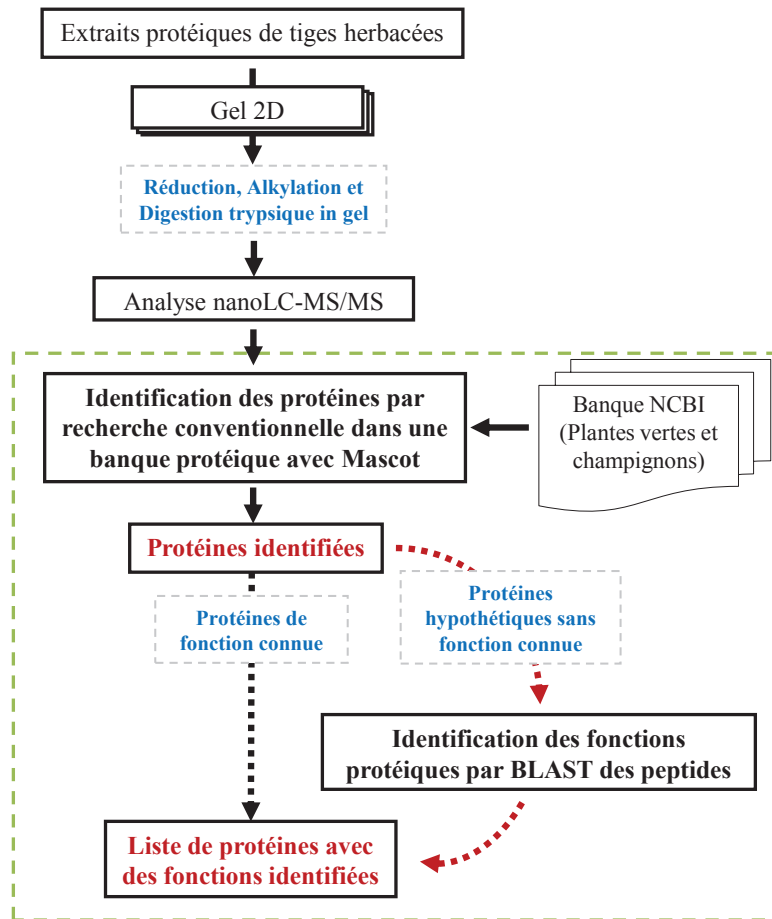 Extraits protéiques de tiges herbacées
Gel 2D
Réduction, Alkylation et
Digestion trypsique in gel
Analyse nanoLC-MS/MS
Identification des protéines par
recherche conventionnelle dans une
banque protéique avec Mascot
Banque NCBI
(Plantes vertes et
champignons)
Protéines identifiées
Protéines de
fonction connue
Protéines
hypothétiques sans
fonction connue
Identification des fonctions
protéiques par BLAST des peptides
Liste de protéines avec
des fonctions identifiées